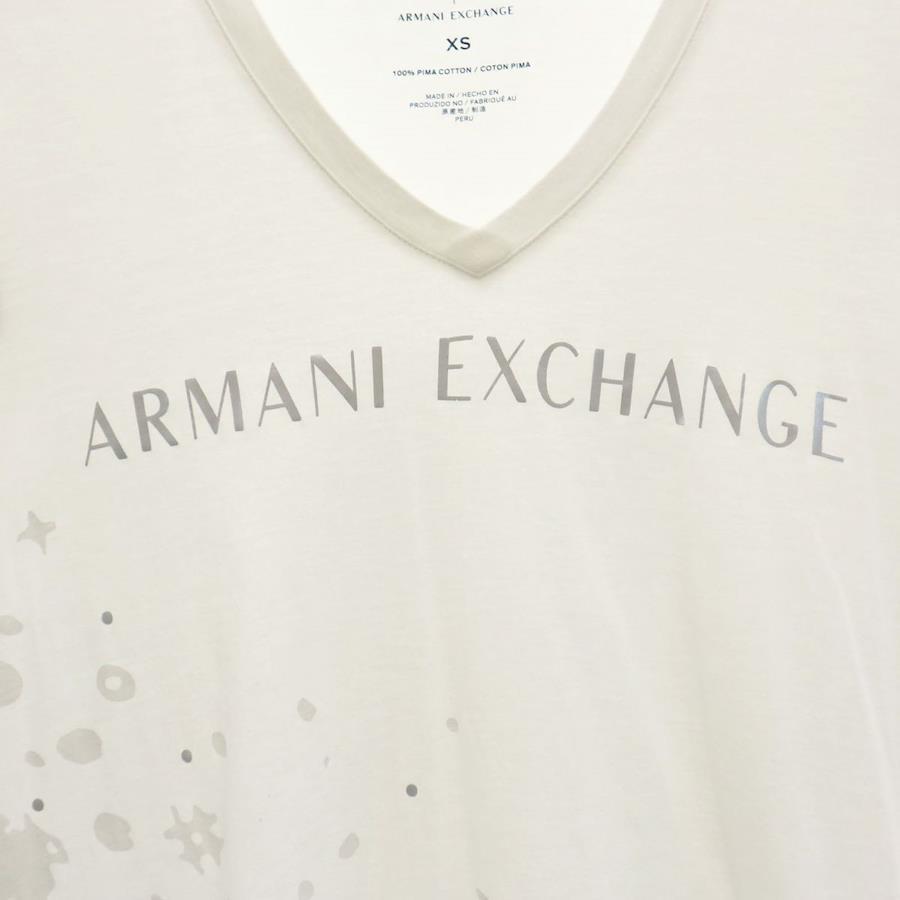 ARMANI EXCHANGE
XS
100% PIMA COTTON / COTON PIMA
MADE IN / HECHO EN
PRODUZIDO NO / FABRIQUÉ AU
原産地 / 制造
PERU
ARMANI EXCHANGE